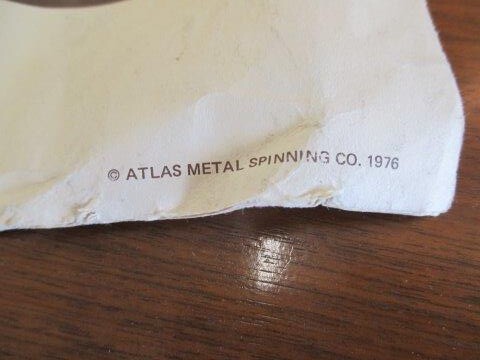 © ATLAS METAL SPINNING CO. 1976